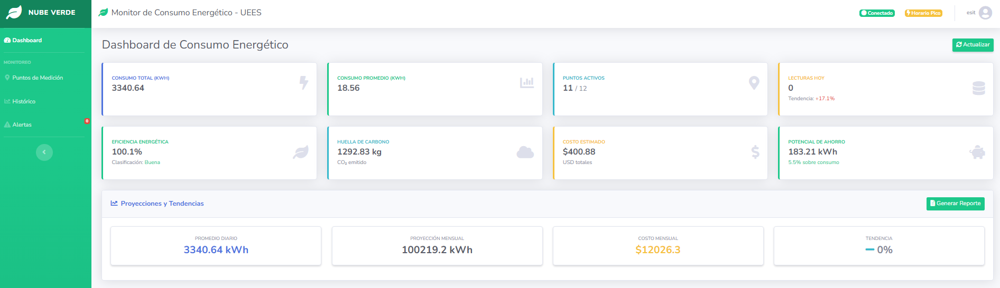 NUBE VERDE
Monitor de Consumo Energético - UEES
Conectado
Horario Pico
esit
Dashboard
MONITOREO
Puntos de Medición
Histórico
Alertas
0
Dashboard de Consumo Energético
Actualizar
CONSUMO TOTAL (KWH)
3340.64
CONSUMO PROMEDIO (KWH)
18.56
PUNTOS ACTIVOS
11 / 12
LECTURAS HOY
0
Tendencia: +17.1%
EFICIENCIA ENERGÉTICA
100.1%
Clasificación: Buena
HUELLA DE CARBONO
1292.83 kg
CO₂ emitido
COSTO ESTIMADO
$400.88
USD totales
POTENCIAL DE AHORRO
183.21 kWh
5.5% sobre consumo
Proyecciones y Tendencias
Generar Reporte
PROMEDIO DIARIO
3340.64 kWh
PROYECCIÓN MENSUAL
100219.2 kWh
COSTO MENSUAL
$12026.3
TENDENCIA
0%